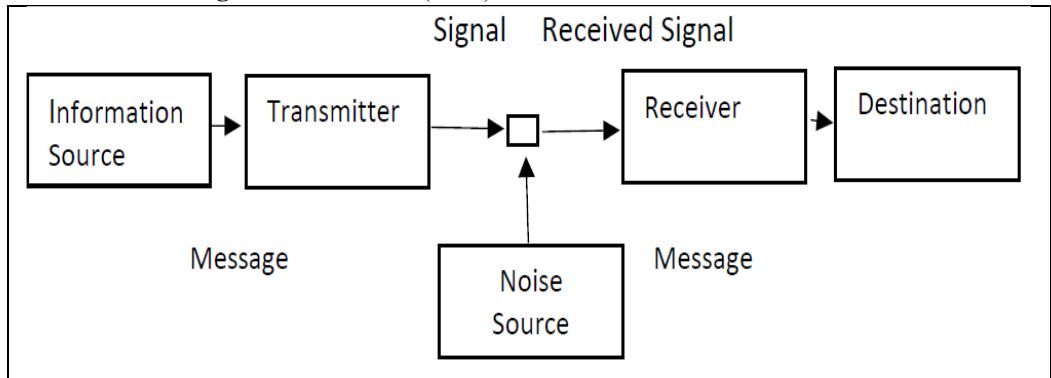 Signal Received Signal
Information
Source
Transmitter
Receiver
Destination
Message
Message
Noise
Source